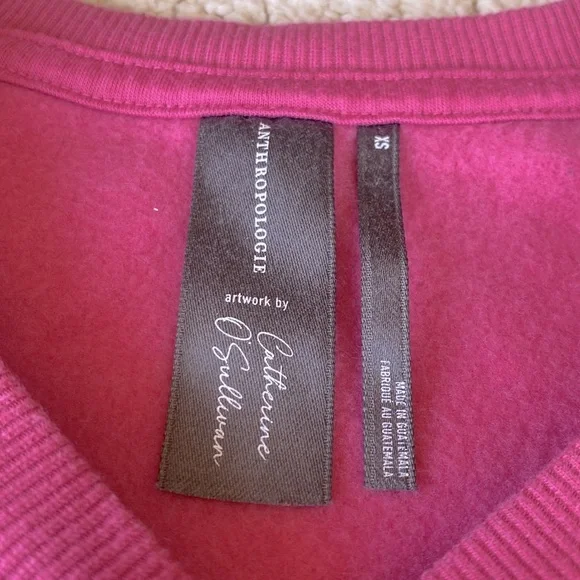 ANTHROPOLOGIE
artwork by
Catherine
O'Sullivan
XS
MADE IN GUATEMALA
FABRIQUÉ AU GUATEMALA